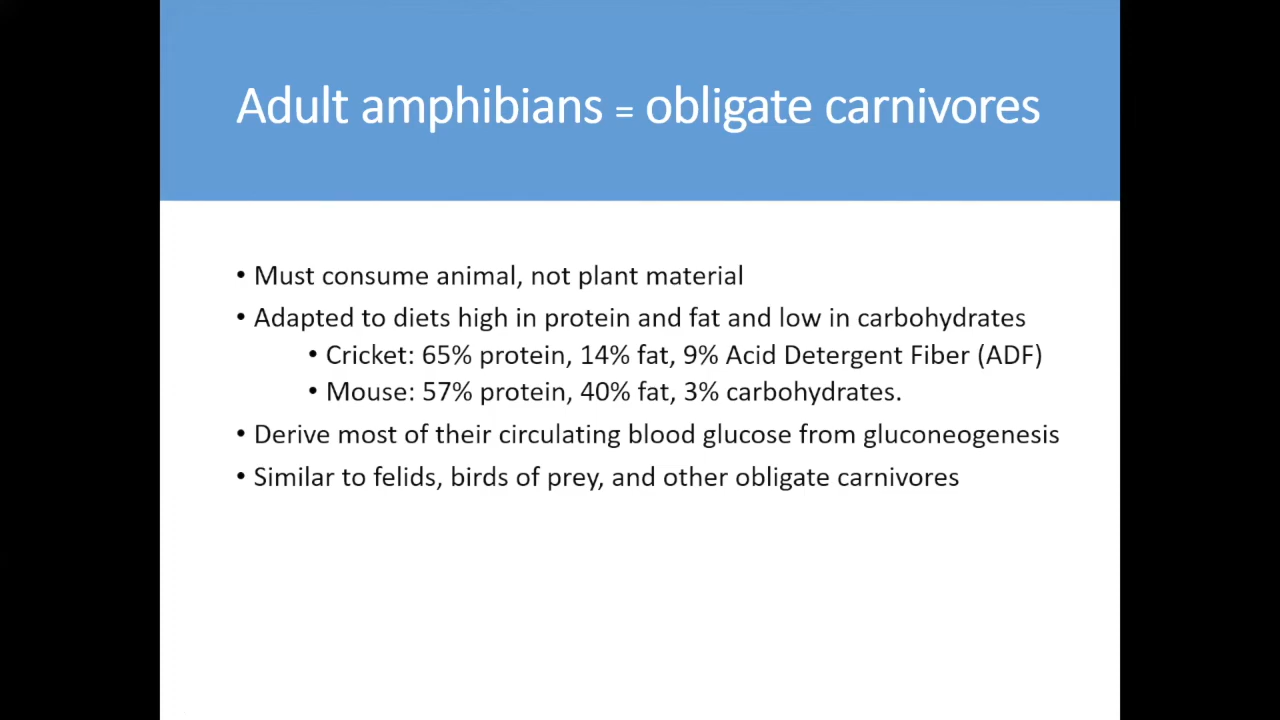 Adult amphibians = obligate carnivores
• Must consume animal, not plant material
• Adapted to diets high in protein and fat and low in carbohydrates
• Cricket: 65% protein, 14% fat, 9% Acid Detergent Fiber (ADF)
• Mouse: 57% protein, 40% fat, 3% carbohydrates.
• Derive most of their circulating blood glucose from gluconeogenesis
• Similar to felids, birds of prey, and other obligate carnivores